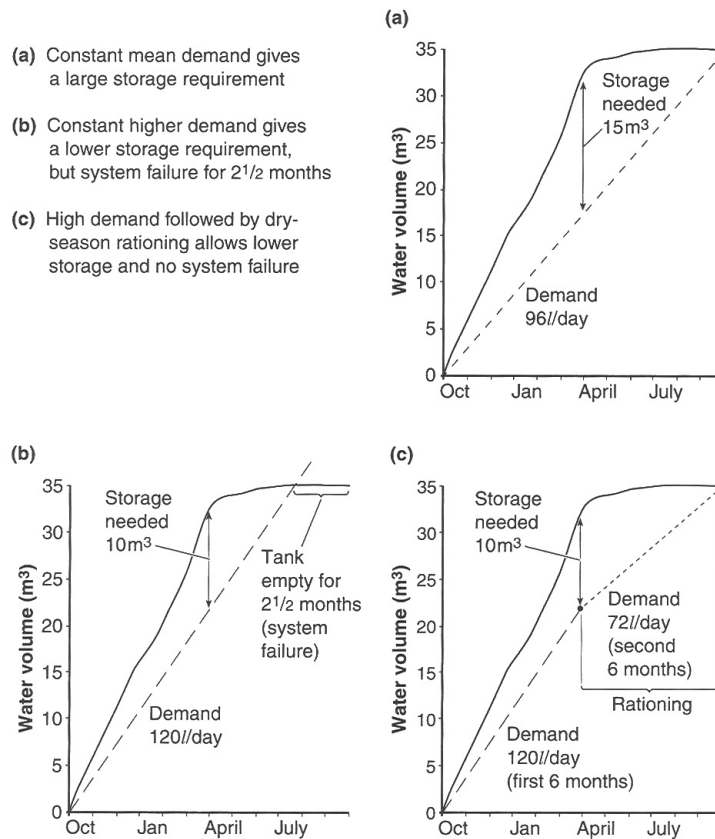 (a) Constant mean demand gives
a large storage requirement
(b) Constant higher demand gives
a lower storage requirement,
but system failure for 2 1/2 months
(c) High demand followed by dry-
season rationing allows lower
storage and no system failure
(a)
Water volume (m³)
35
30
25
20
15
10
5
0
Storage
needed
15m³
Demand
96l/day
Oct Jan April July
(b)
Water volume (m³)
35
30
25
20
15
10
5
0
Storage
needed
10m³
Tank
empty for
2 1/2 months
(system
failure)
Demand
120l/day
Oct Jan April July
(c)
Water volume (m³)
35
30
25
20
15
10
5
0
Storage
needed
10m³
Demand
72l/day
(second
6 months)
Rationing
Demand
120l/day
(first 6 months)
Oct Jan April July